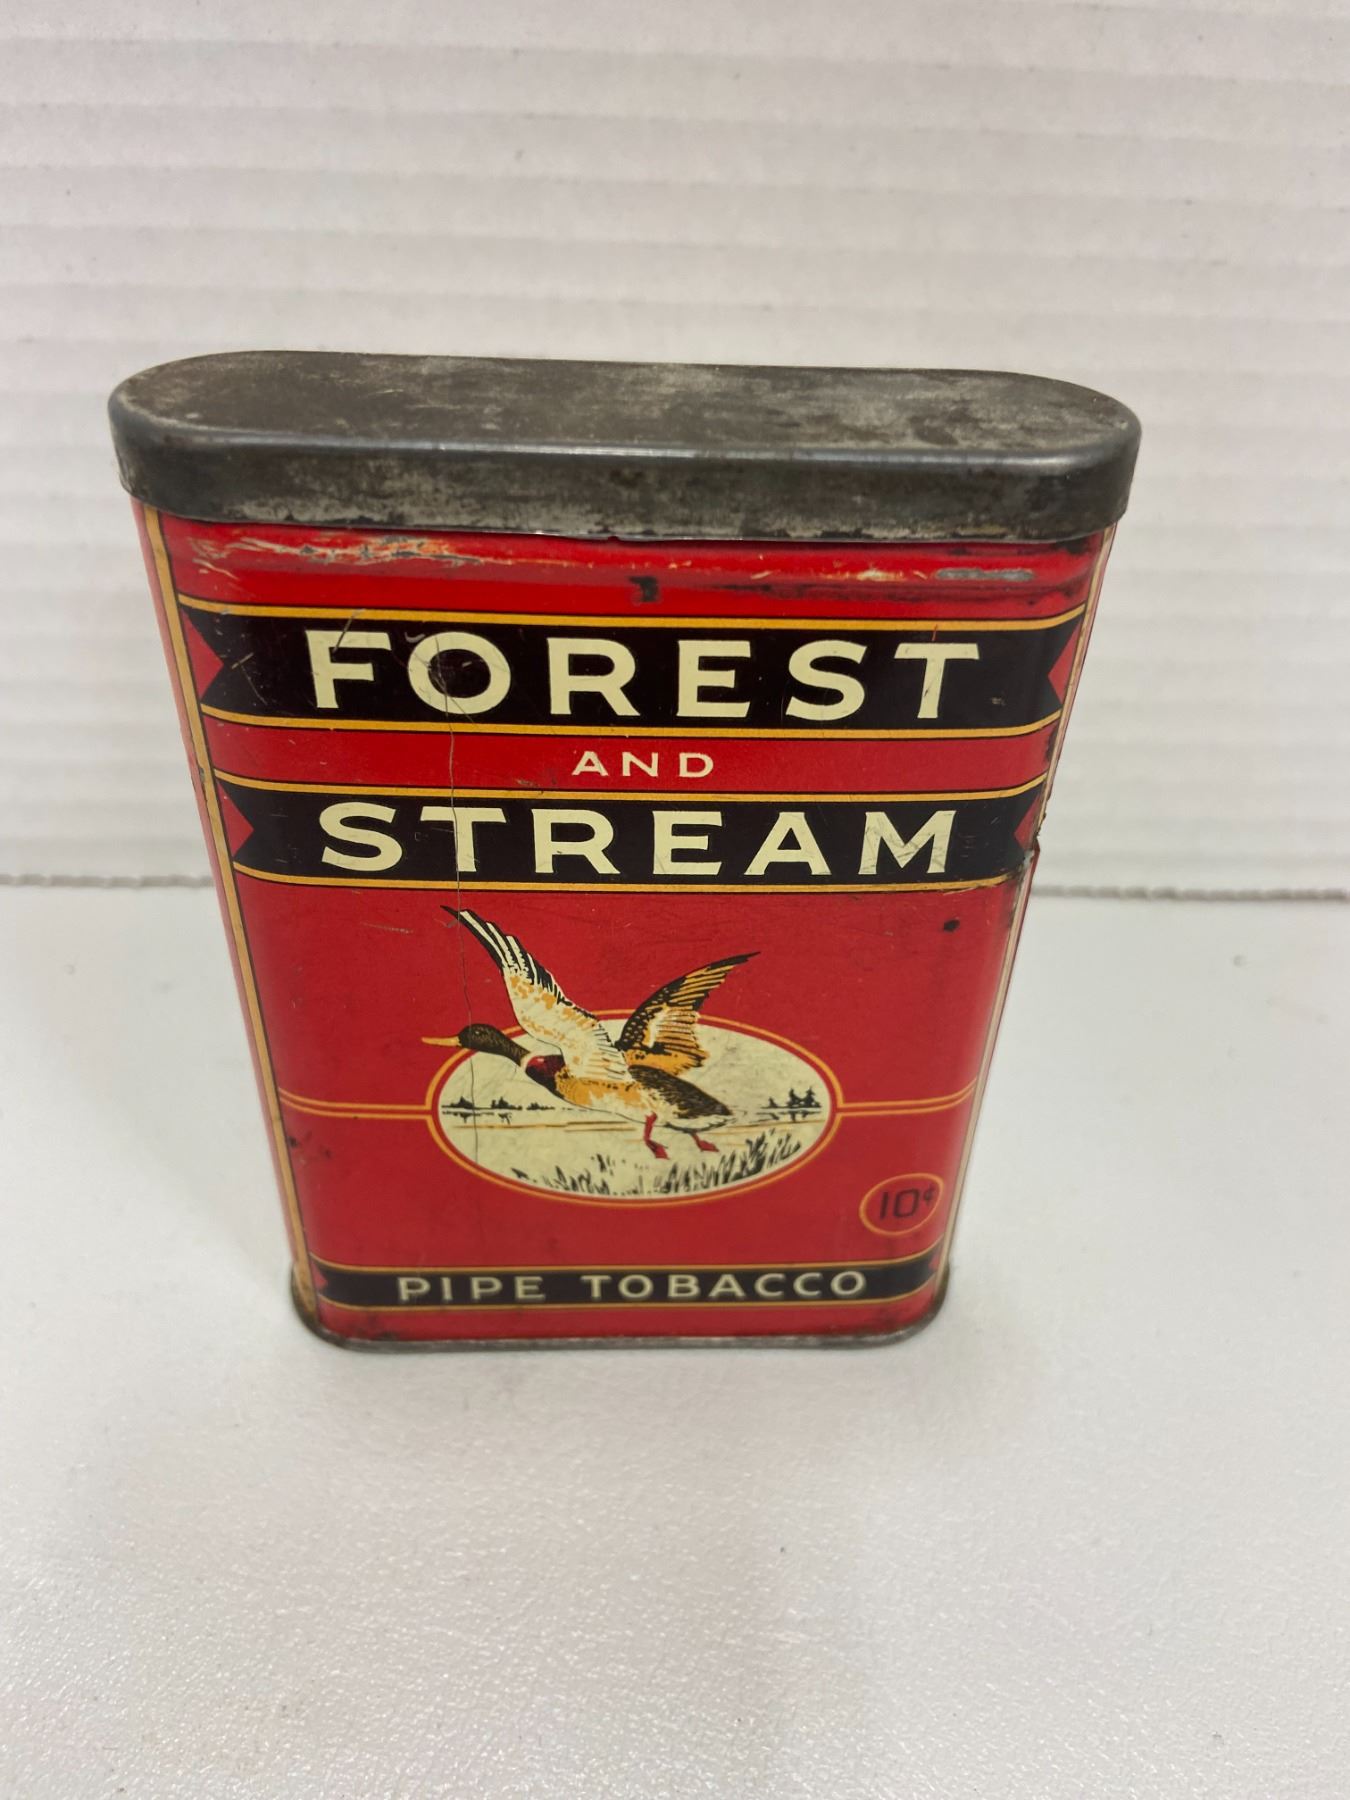 FOREST
AND
STREAM
10¢
PIPE TOBACCO